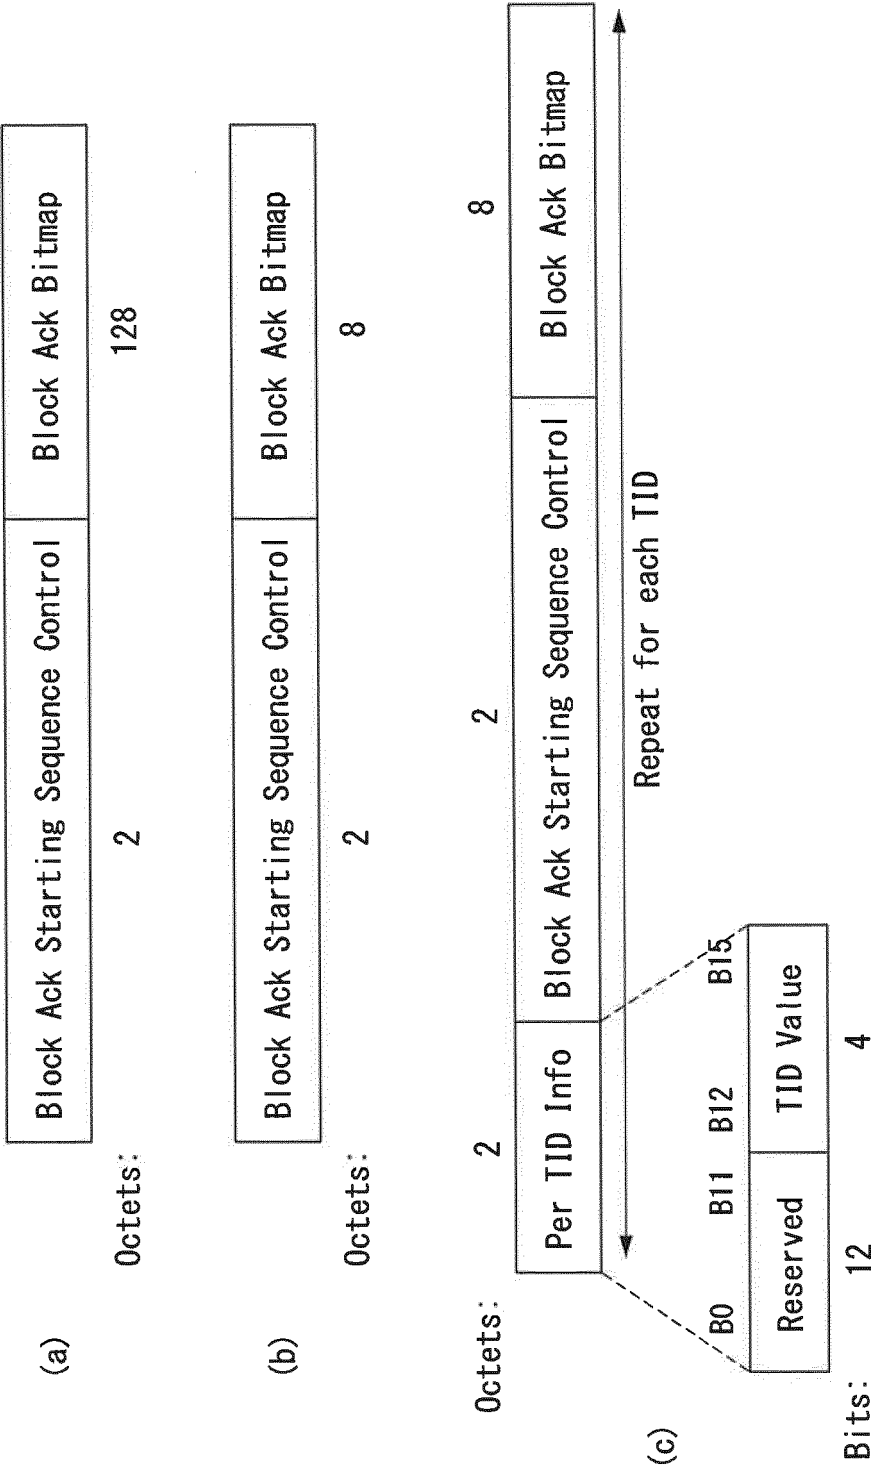 (a)
Block Ack Starting Sequence Control Block Ack Bitmap
Octets: 2 128
(b)
Block Ack Starting Sequence Control Block Ack Bitmap
Octets: 2 8
(c)
Octets: 2 2 8
Per TID Info Block Ack Starting Sequence Control Block Ack Bitmap
Repeat for each TID
B0 B11 B12 B15
Reserved TID Value
Bits: 12 4